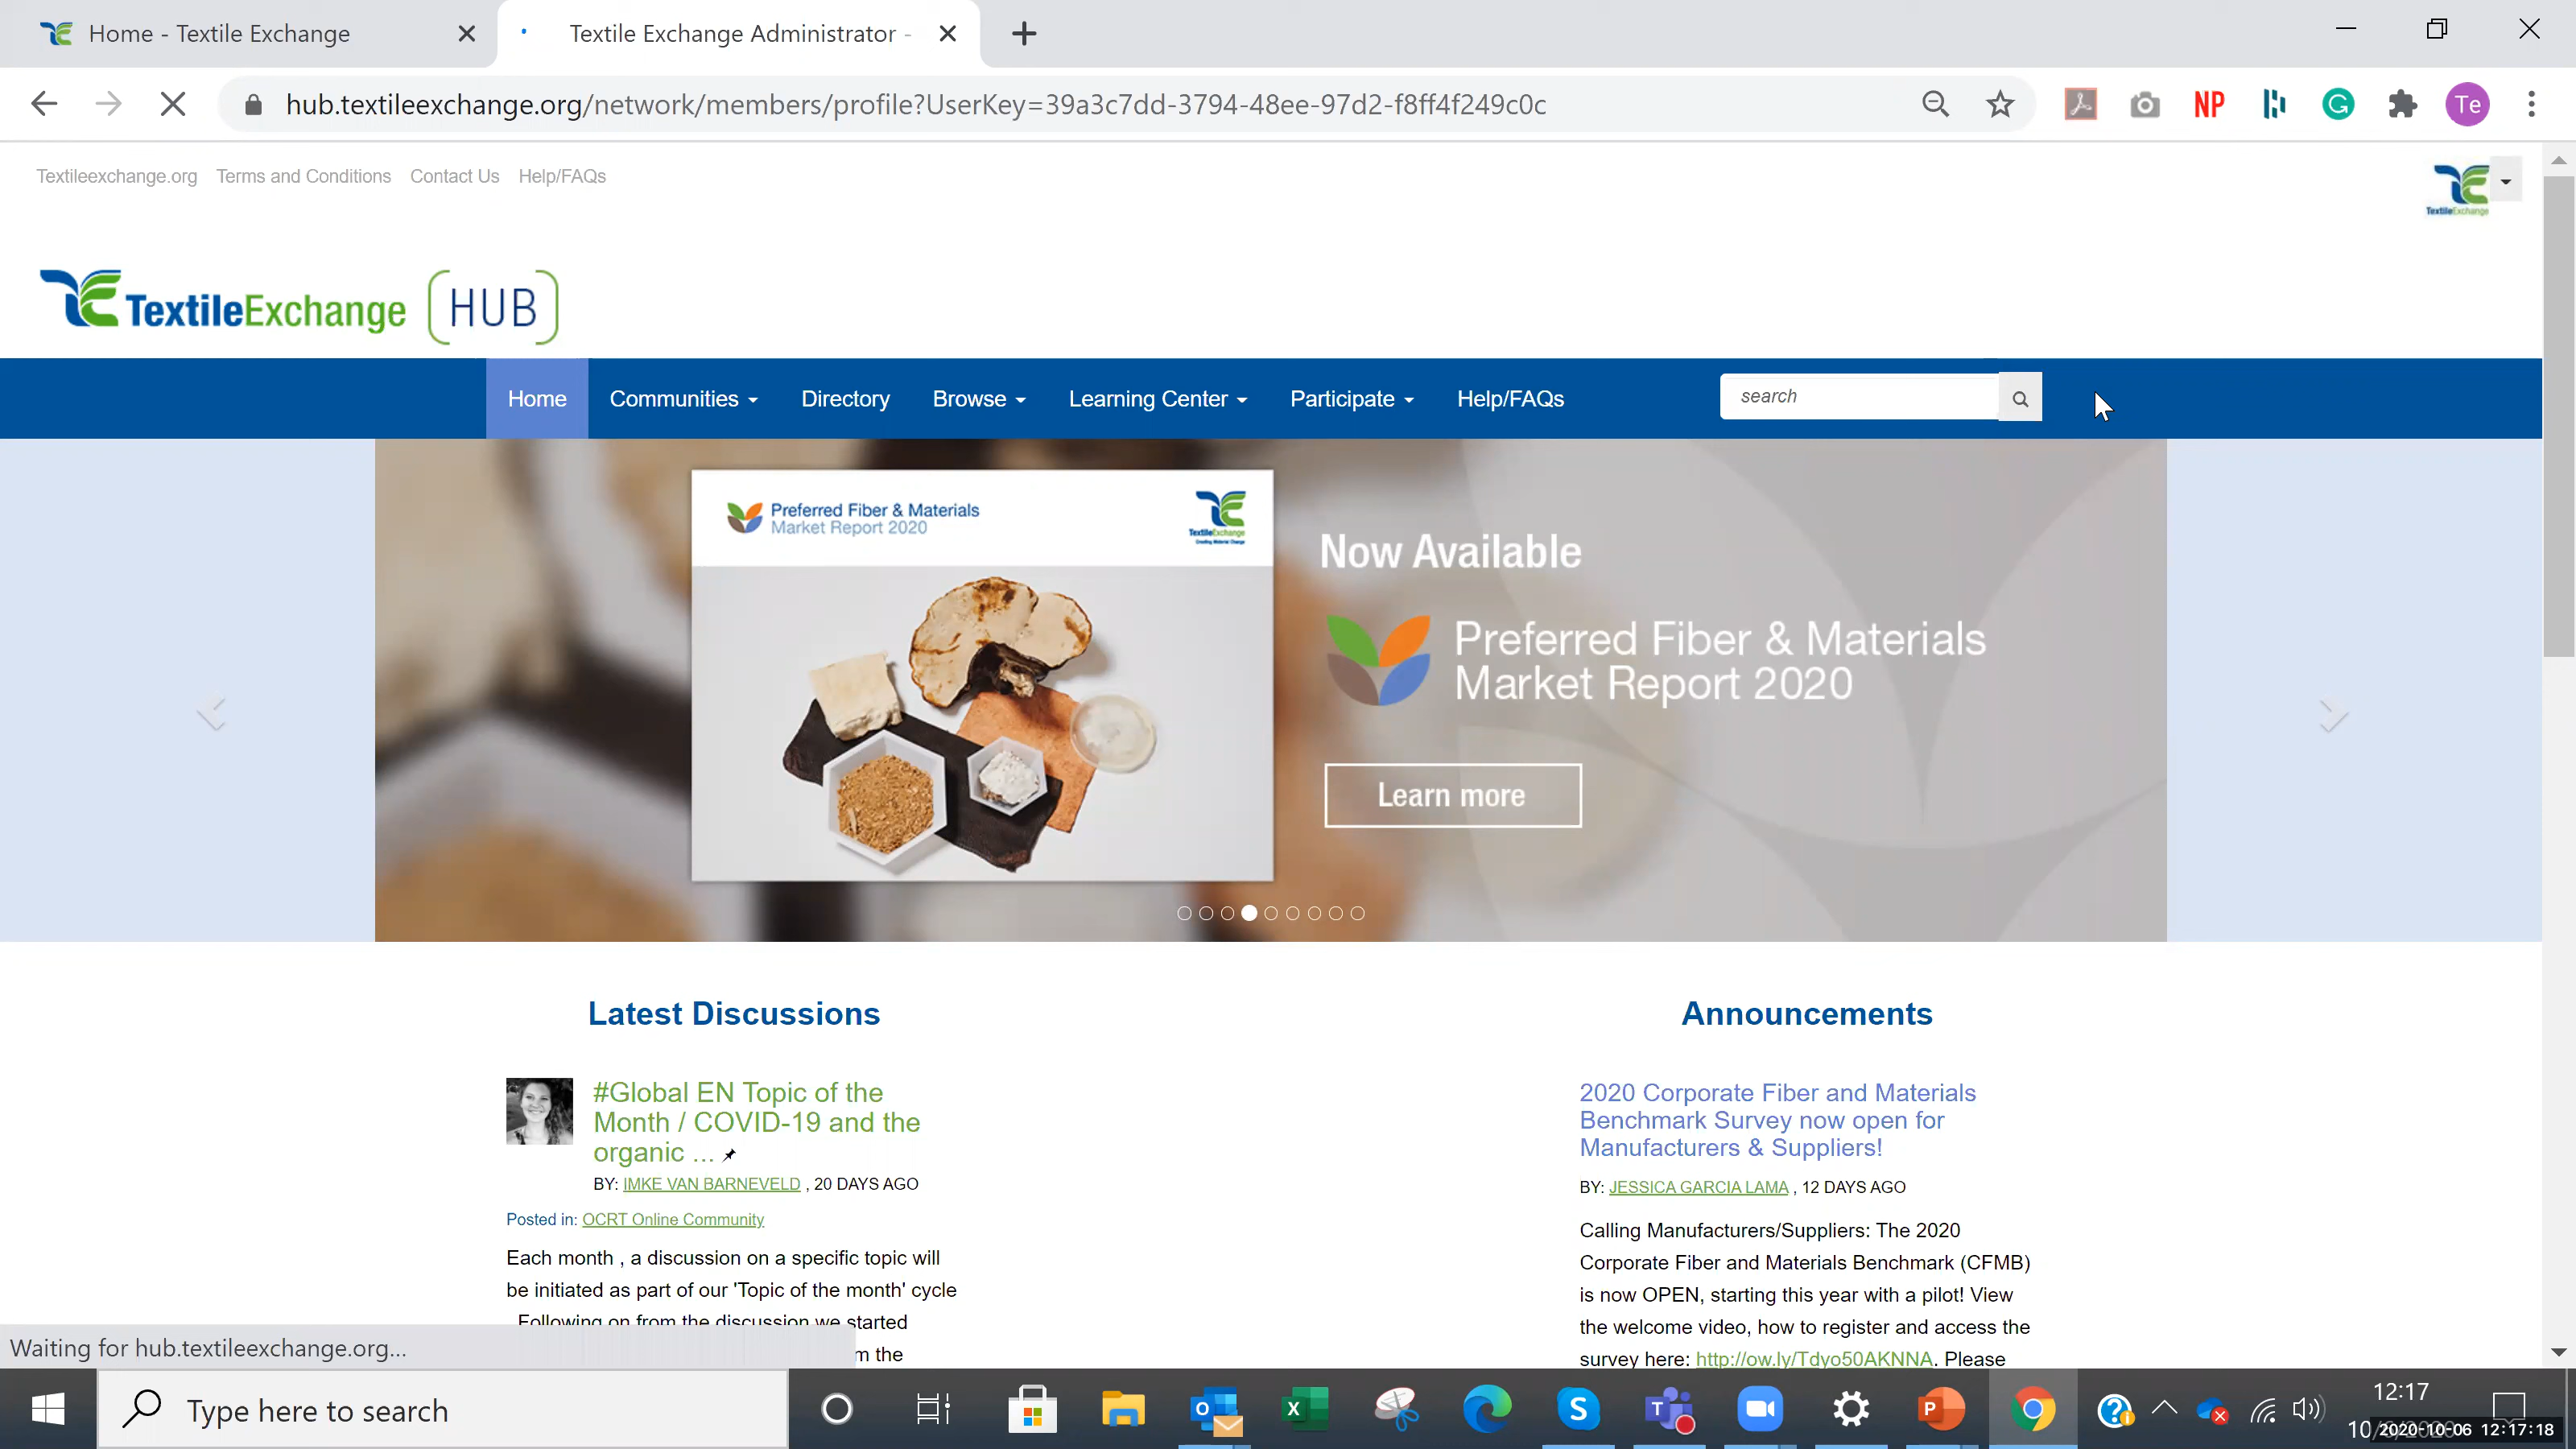 Home - Textile Exchange
Textile Exchange Administrator -
hub.textileexchange.org/network/members/profile?UserKey=39a3c7dd-3794-48ee-97d2-f8ff4f249c0c
NP
Te
Textileexchange.org Terms and Conditions Contact Us Help/FAQs
TextileExchange
TextileExchange HUB
Home Communities Directory Browse Learning Center Participate Help/FAQs search
Preferred Fiber & Materials
Market Report 2020
TextileExchange
Creating Material Change
Now Available
Preferred Fiber & Materials
Market Report 2020
Learn more
Latest Discussions
#Global EN Topic of the
Month / COVID-19 and the
organic ...
BY: IMKE VAN BARNEVELD , 20 DAYS AGO
Posted in: OCRT Online Community
Each month , a discussion on a specific topic will
be initiated as part of our 'Topic of the month' cycle
. Following on from the discussion we started
m the
Announcements
2020 Corporate Fiber and Materials
Benchmark Survey now open for
Manufacturers & Suppliers!
BY: JESSICA GARCIA LAMA , 12 DAYS AGO
Calling Manufacturers/Suppliers: The 2020
Corporate Fiber and Materials Benchmark (CFMB)
is now OPEN, starting this year with a pilot! View
the welcome video, how to register and access the
survey here: http://ow.ly/Tdyo50AKNNA. Please
Waiting for hub.textileexchange.org...
Type here to search
12:17
2020-10-06 12:17:18